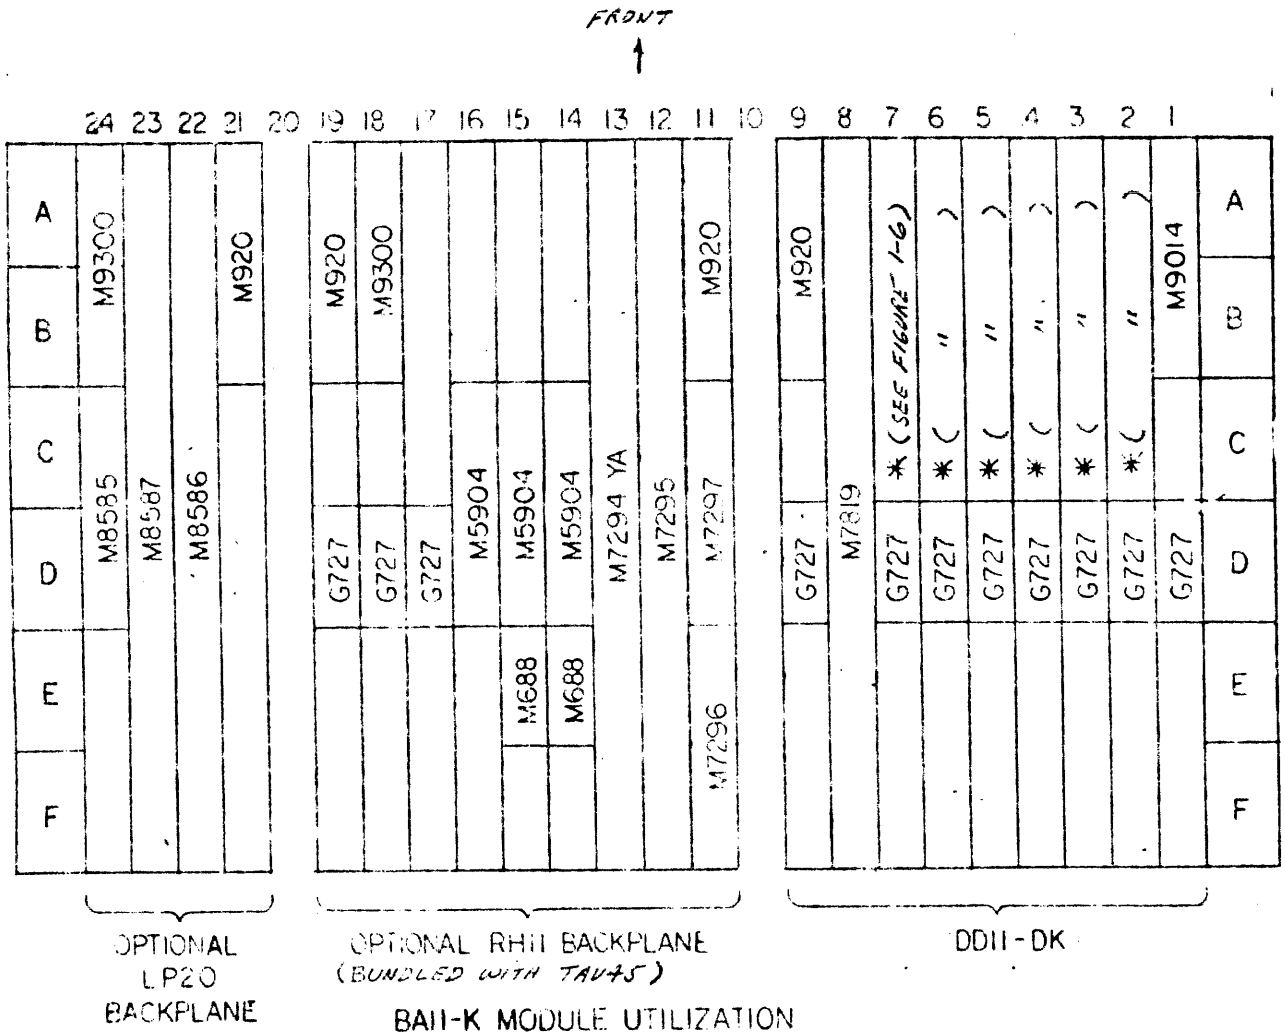 FRONT
24 23 22 21 20 19 18 17 16 15 14 13 12 11 10 9 8 7 6 5 4 3 2 1
A M9300 M920 M920 M9300 M920 M920 *(SEE FIGURE 1-6) *( " ) *( " ) *( " ) *( " ) *( " ) M9014 A
B B
C M8585 M8587 M8586 M5904 M5904 M5904 M7294 YA M7295 M7297 M7819 C
D G727 G727 G727 G727 G727 G727 G727 G727 G727 G727 G727 D
E M688 M688 M7296 E
F F
OPTIONAL
LP20
BACKPLANE
OPTIONAL RH11 BACKPLANE
(BUNDLED WITH TAU45)
DD11-DK
BA11-K MODULE UTILIZATION